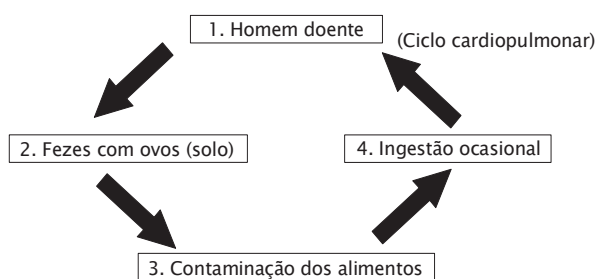 1. Homem doente
(Ciclo cardiopulmonar)
2. Fezes com ovos (solo)
4. Ingestão ocasional
3. Contaminação dos alimentos